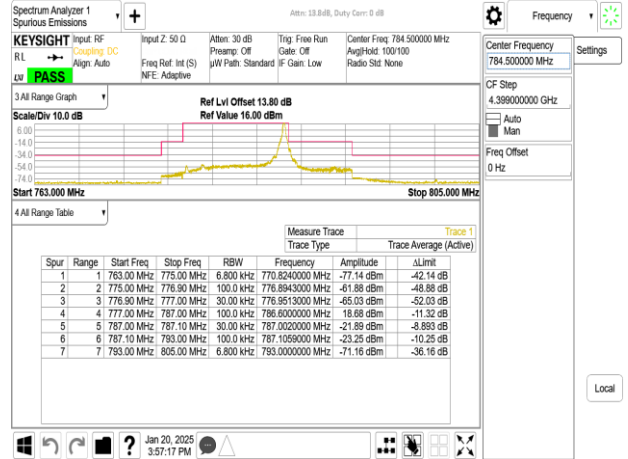 Spectrum Analyzer 1
Spurious Emissions
Attn: 13.8dB, Duty Corr: 0 dB
Frequency
KEYSIGHT Input: RF Input Z: 50 Ω Atten: 30 dB Trig: Free Run Center Freq: 784.500000 MHz
Coupling: DC Preamp: Off Gate: Off Avg|Hold: 100/100
RL Align: Auto Freq Ref: Int (S) µW Path: Standard IF Gain: Low Radio Std: None
LXI PASS NFE: Adaptive
Center Frequency
784.500000 MHz
Settings
CF Step
4.399000000 GHz
Auto
Man
Freq Offset
0 Hz
3 All Range Graph
Ref Lvl Offset 13.80 dB
Scale/Div 10.0 dB Ref Value 16.00 dBm
6.00
-14.0
-34.0
-54.0
-74.0
Start 763.000 MHz Stop 805.000 MHz
4 All Range Table
Measure Trace Trace 1
Trace Type Trace Average (Active)
Spur Range Start Freq Stop Freq RBW Frequency Amplitude ΔLimit
1 1 763.00 MHz 775.00 MHz 6.800 kHz 770.8240000 MHz -77.14 dBm -42.14 dB
2 2 775.00 MHz 776.90 MHz 100.0 kHz 776.8943000 MHz -61.88 dBm -48.88 dB
3 3 776.90 MHz 777.00 MHz 30.00 kHz 776.9513000 MHz -65.03 dBm -52.03 dB
4 4 777.00 MHz 787.00 MHz 100.0 kHz 786.6000000 MHz 18.68 dBm -11.32 dB
5 5 787.00 MHz 787.10 MHz 30.00 kHz 787.0020000 MHz -21.89 dBm -8.893 dB
6 6 787.10 MHz 793.00 MHz 100.0 kHz 787.1059000 MHz -23.25 dBm -10.25 dB
7 7 793.00 MHz 805.00 MHz 6.800 kHz 793.0000000 MHz -71.16 dBm -36.16 dB
Local
Jan 20, 2025
3:57:17 PM